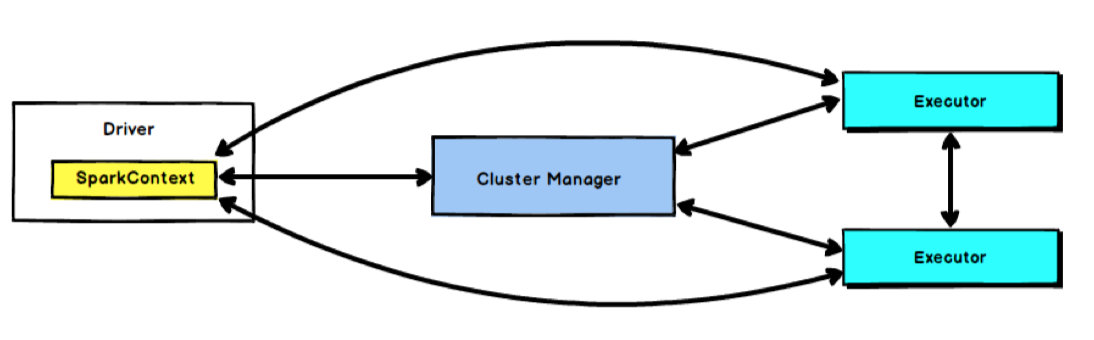 Driver
SparkContext
Cluster Manager
Executor
Executor